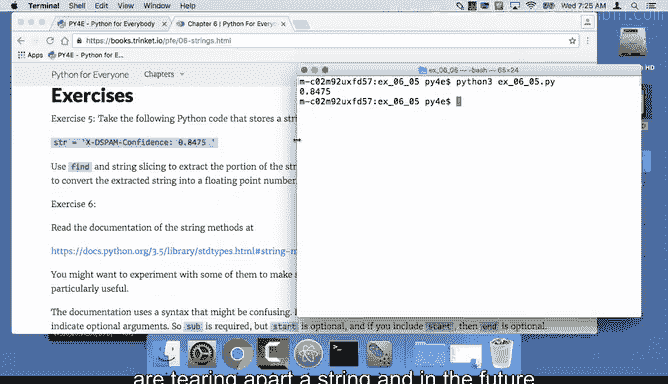 Terminal Shell Edit View Window Help
Wed 7:25 AM
PY4E - Python for Everybody
Chapter 6 | Python For Everyon
https://books.trinket.io/pfe/06-strings.html
Apps
PY4E - Python for E...
Python for Everyone Chapters
Exercises
Exercise 5: Take the following Python code that stores a stri
str = 'X-DSPAM-Confidence: 0.8475 '
Use find and string slicing to extract the portion of the stri
to convert the extracted string into a floating point number
Exercise 6:
Read the documentation of the string methods at
https://docs.python.org/3.5/library/stdtypes.html#string-m
You might want to experiment with some of them to make s
particularly useful.
The documentation uses a syntax that might be confusing.
indicate optional arguments. So sub is required, but start is optional, and if you include start, then end is optional.
ex_06_05 — -bash — 65×24
m-c02m92uxfd57:ex_06_05 py4e$ python3 ex_06_05.py
0.8475
m-c02m92uxfd57:ex_06_05 py4e$
are tearing apart a string and in the future